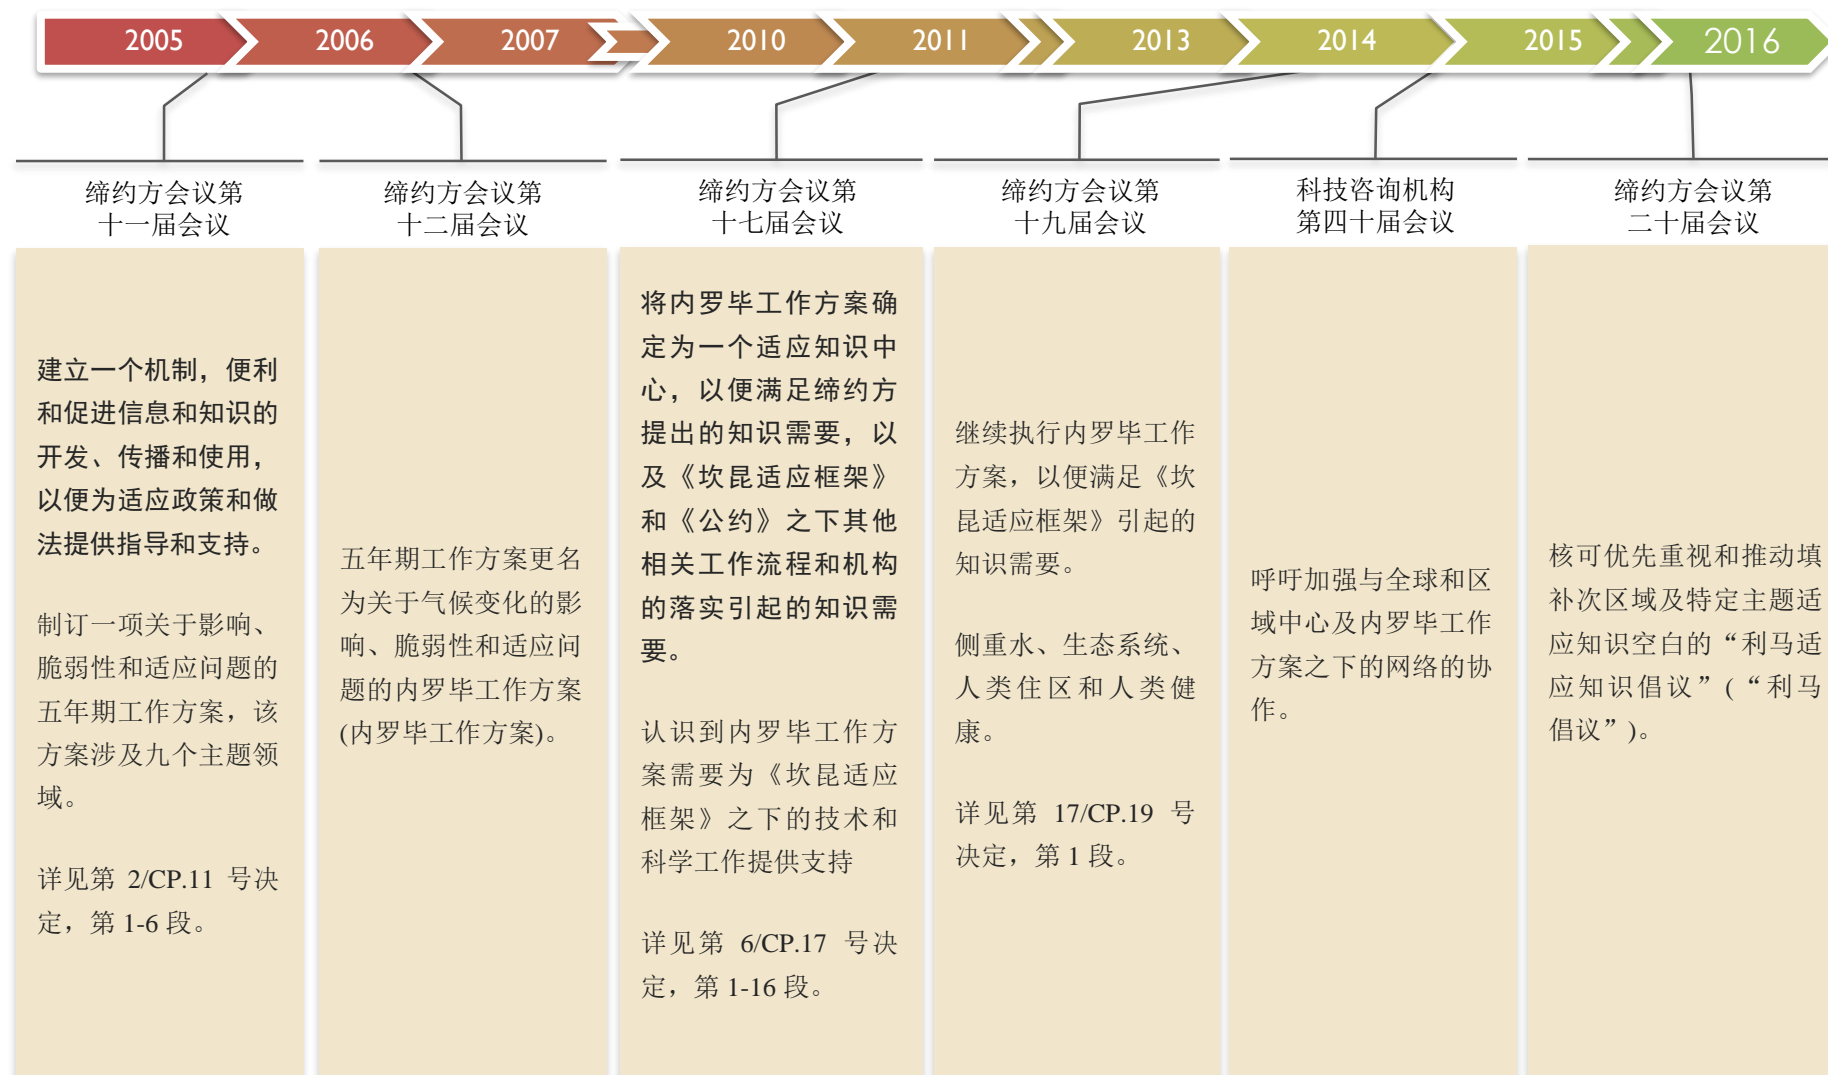 2005
2006
2007
2010
2011
2013
2014
2015
2016
缔约方会议第
十一届会议
建立一个机制，便利
和促进信息和知识的
开发、传播和使用，
以便为适应政策和做
法提供指导和支持。
制订一项关于影响、
脆弱性和适应问题的
五年期工作方案，该
方案涉及九个主题领
域。
详见第 2/CP.11 号决
定，第 1-6 段。
缔约方会议第
十二届会议
五年期工作方案更名
为关于气候变化的影
响、脆弱性和适应问
题的内罗毕工作方案
(内罗毕工作方案)。
缔约方会议第
十七届会议
将内罗毕工作方案确
定为一个适应知识中
心，以便满足缔约方
提出的知识需要，以
及《坎昆适应框架》
和《公约》之下其他
相关工作流程和机构
的落实引起的知识需
要。
认识到内罗毕工作方
案需要为《坎昆适应
框架》之下的技术和
科学工作提供支持
详见第 6/CP.17 号决
定，第 1-16 段。
缔约方会议第
十九届会议
继续执行内罗毕工作
方案，以便满足《坎
昆适应框架》引起的
知识需要。
侧重水、生态系统、
人类住区和人类健
康。
详见第 17/CP.19 号
决定，第 1 段。
科技咨询机构
第四十届会议
呼吁加强与全球和区
域中心及内罗毕工作
方案之下的网络的协
作。
缔约方会议第
二十届会议
核可优先重视和推动填
补次区域及特定主题适
应知识空白的“利马适
应知识倡议”(“利马
倡议”)。